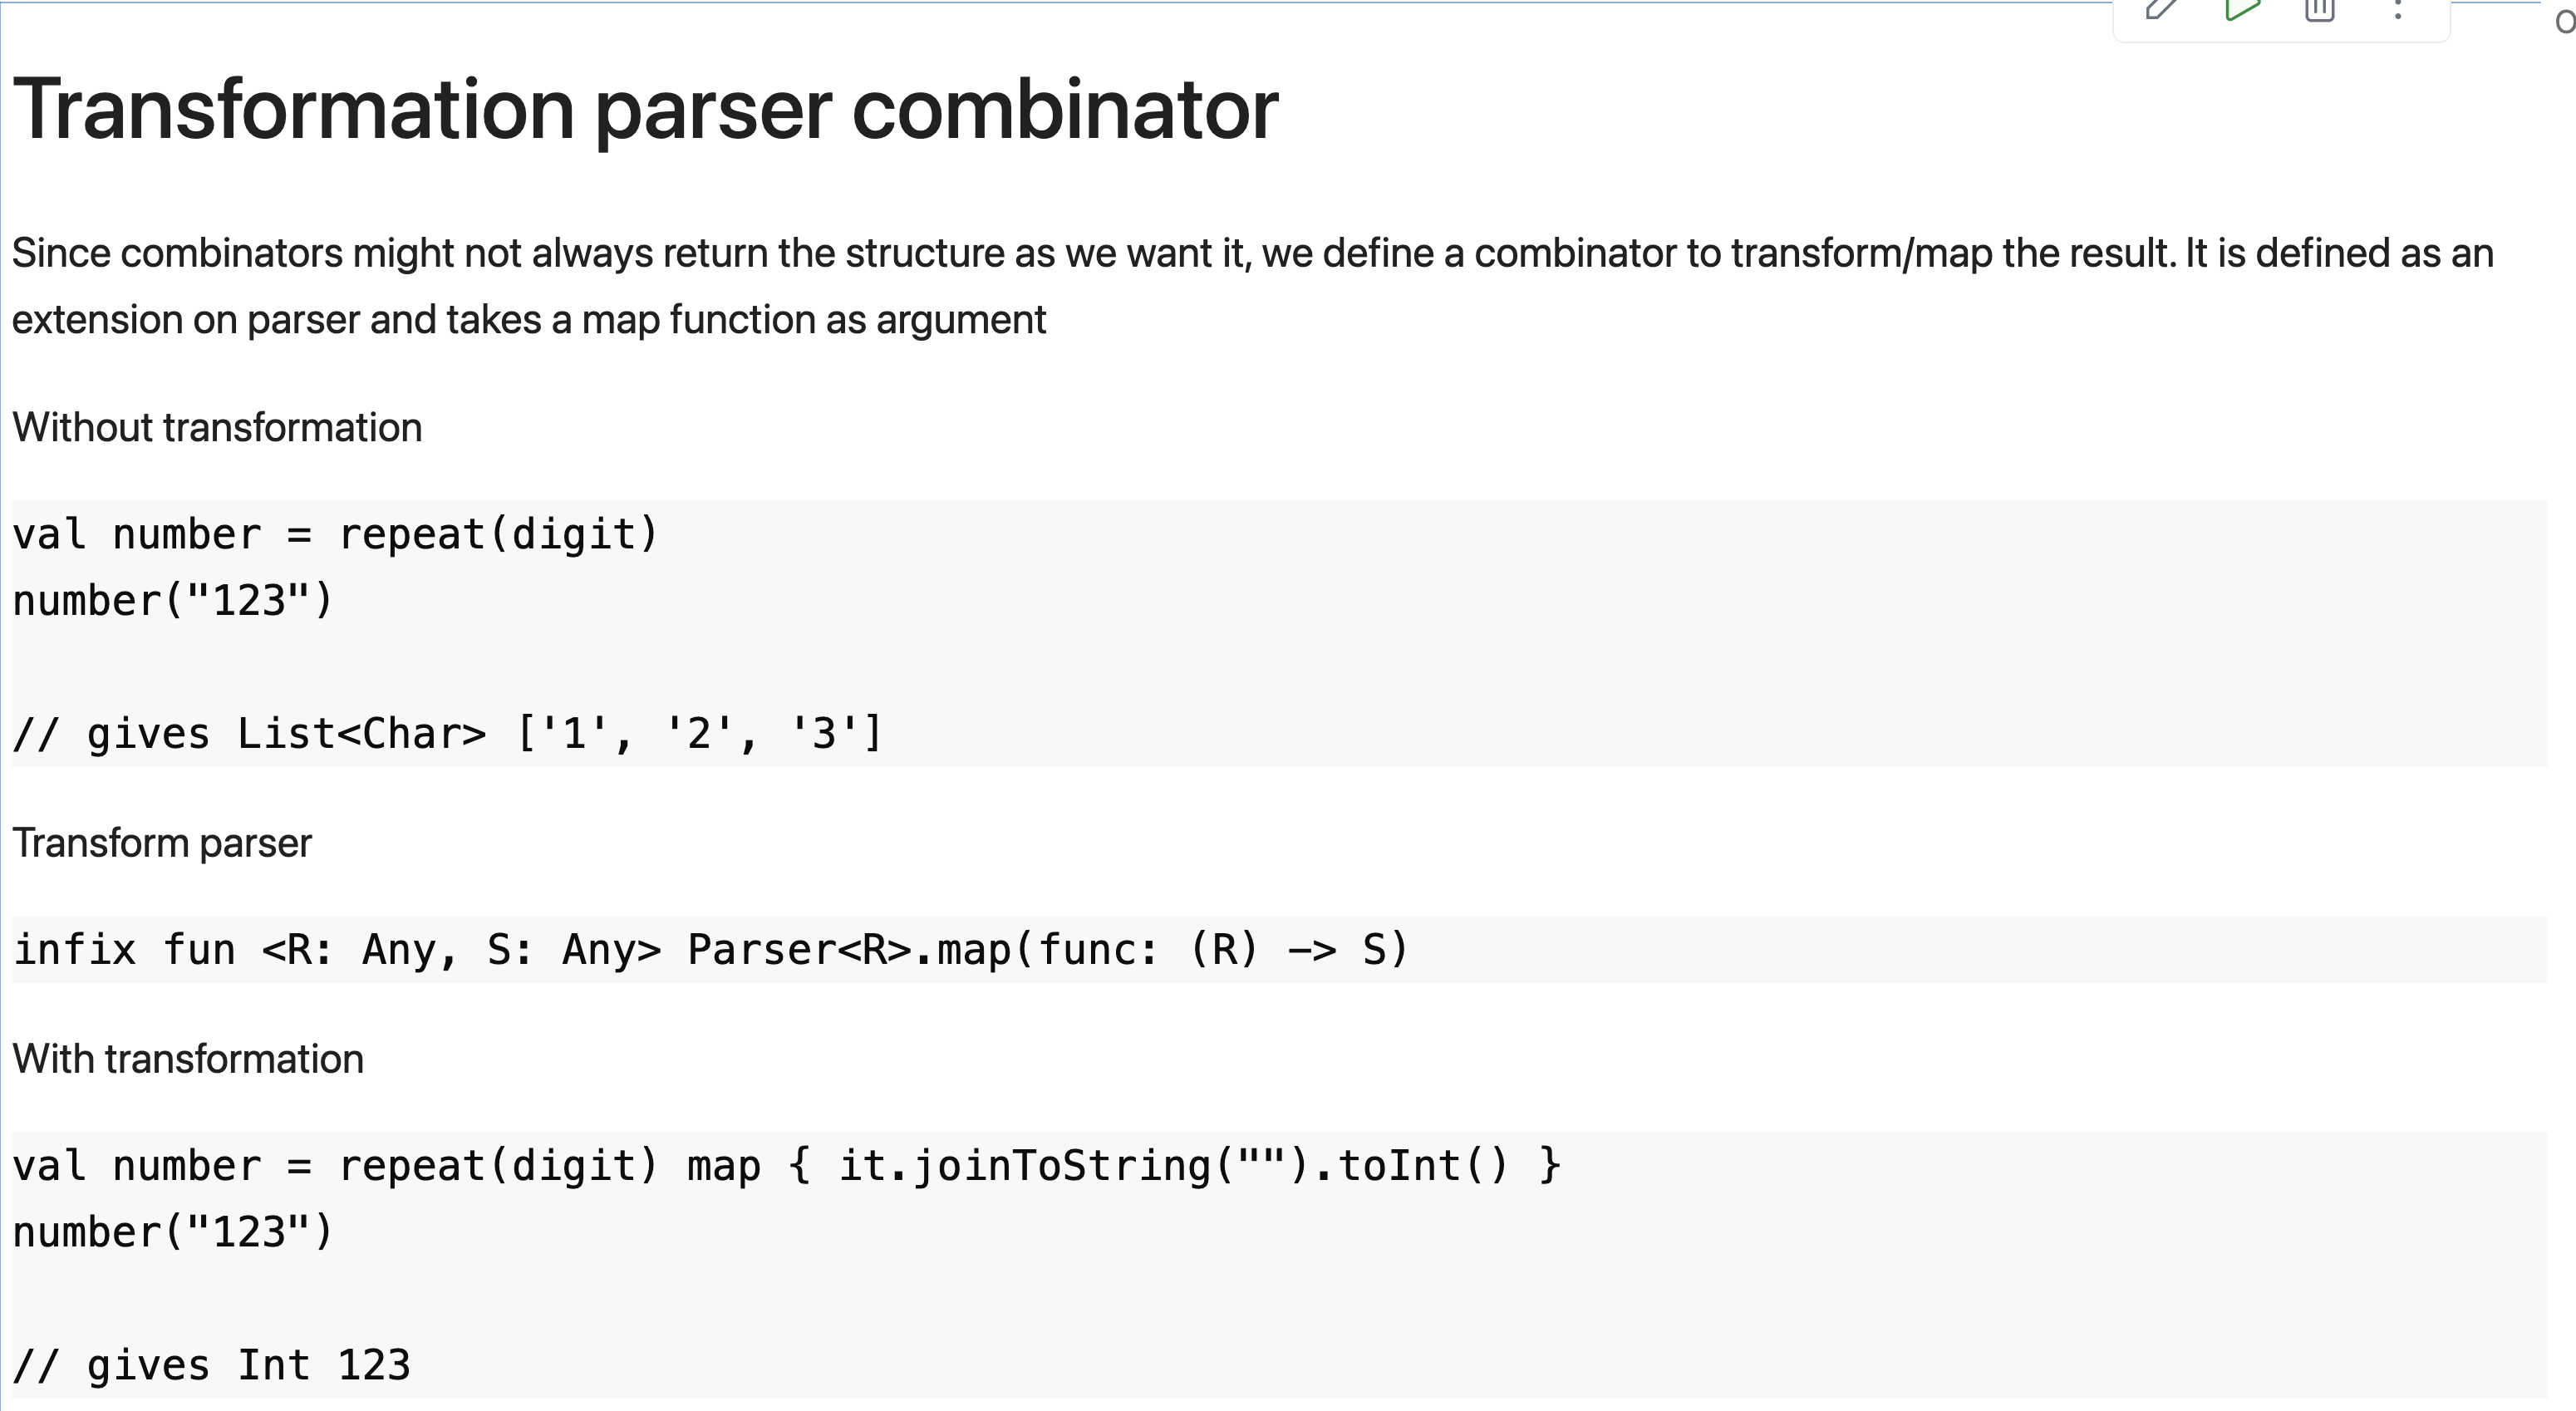 Transformation parser combinator
Since combinators might not always return the structure as we want it, we define a combinator to transform/map the result. It is defined as an
extension on parser and takes a map function as argument
Without transformation
val number = repeat(digit)
number("123")
// gives List<Char> ['1', '2', '3']
Transform parser
infix fun <R: Any, S: Any> Parser<R>.map(func: (R) -> S)
With transformation
val number = repeat(digit) map { it.joinToString("").toInt() }
number("123")
// gives Int 123